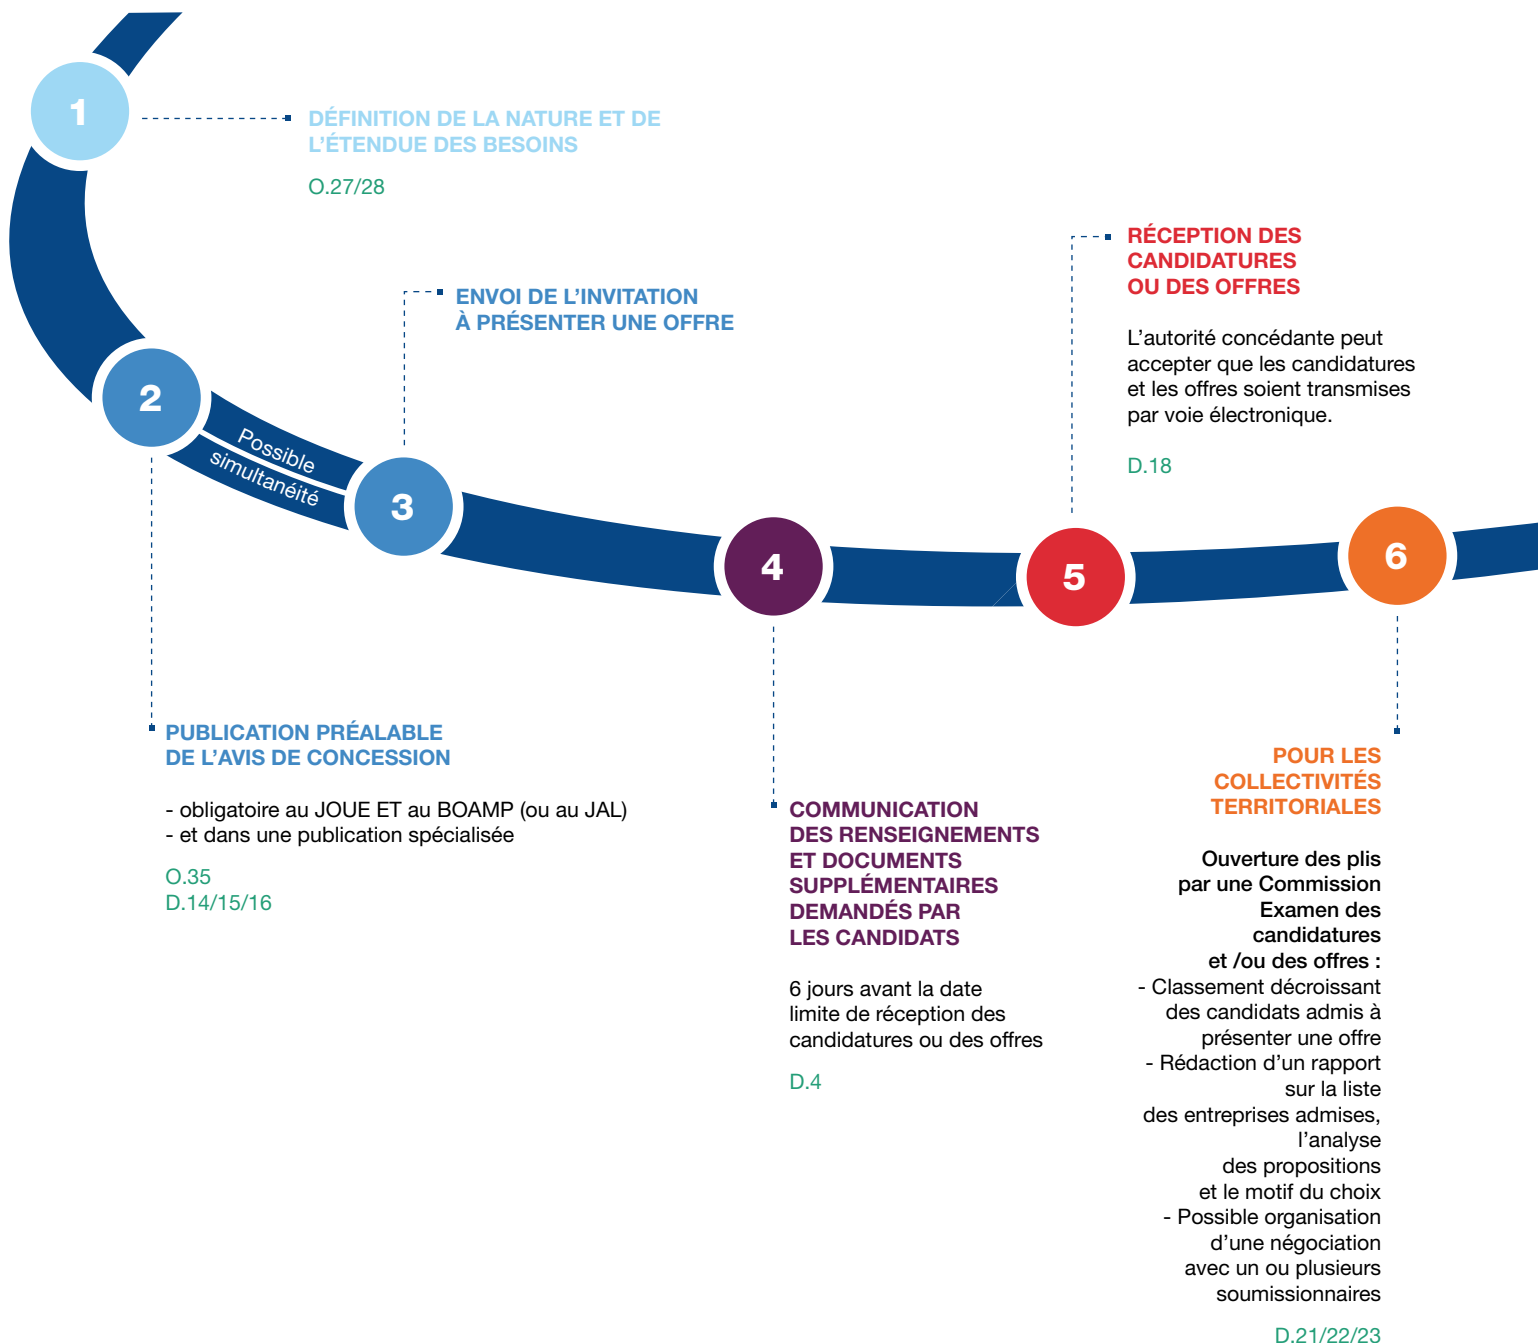 1
DÉFINITION DE LA NATURE ET DE
L’ÉTENDUE DES BESOINS
O.27/28
2
PUBLICATION PRÉALABLE
DE L’AVIS DE CONCESSION
- obligatoire au JOUE ET au BOAMP (ou au JAL)
- et dans une publication spécialisée
O.35
D.14/15/16
Possible
simultanéité
3
ENVOI DE L’INVITATION
À PRÉSENTER UNE OFFRE
4
COMMUNICATION
DES RENSEIGNEMENTS
ET DOCUMENTS
SUPPLÉMENTAIRES
DEMANDÉS PAR
LES CANDIDATS
6 jours avant la date
limite de réception des
candidatures ou des offres
D.4
5
RÉCEPTION DES
CANDIDATURES
OU DES OFFRES
L’autorité concédante peut
accepter que les candidatures
et les offres soient transmises
par voie électronique.
D.18
6
POUR LES
COLLECTIVITÉS
TERRITORIALES
Ouverture des plis
par une Commission
Examen des
candidatures
et /ou des offres :
- Classement décroissant
des candidats admis à
présenter une offre
- Rédaction d’un rapport
sur la liste
des entreprises admises,
l’analyse
des propositions
et le motif du choix
- Possible organisation
d’une négociation
avec un ou plusieurs
soumissionnaires
D.21/22/23